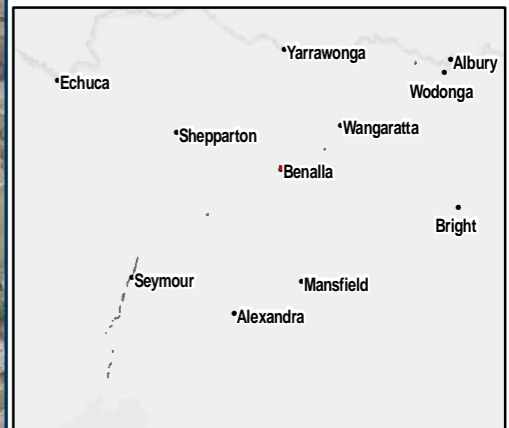 Yarrawonga
Albury
Echuca
Wodonga
Wangaratta
Shepparton
Benalla
Bright
Seymour
Mansfield
Alexandra